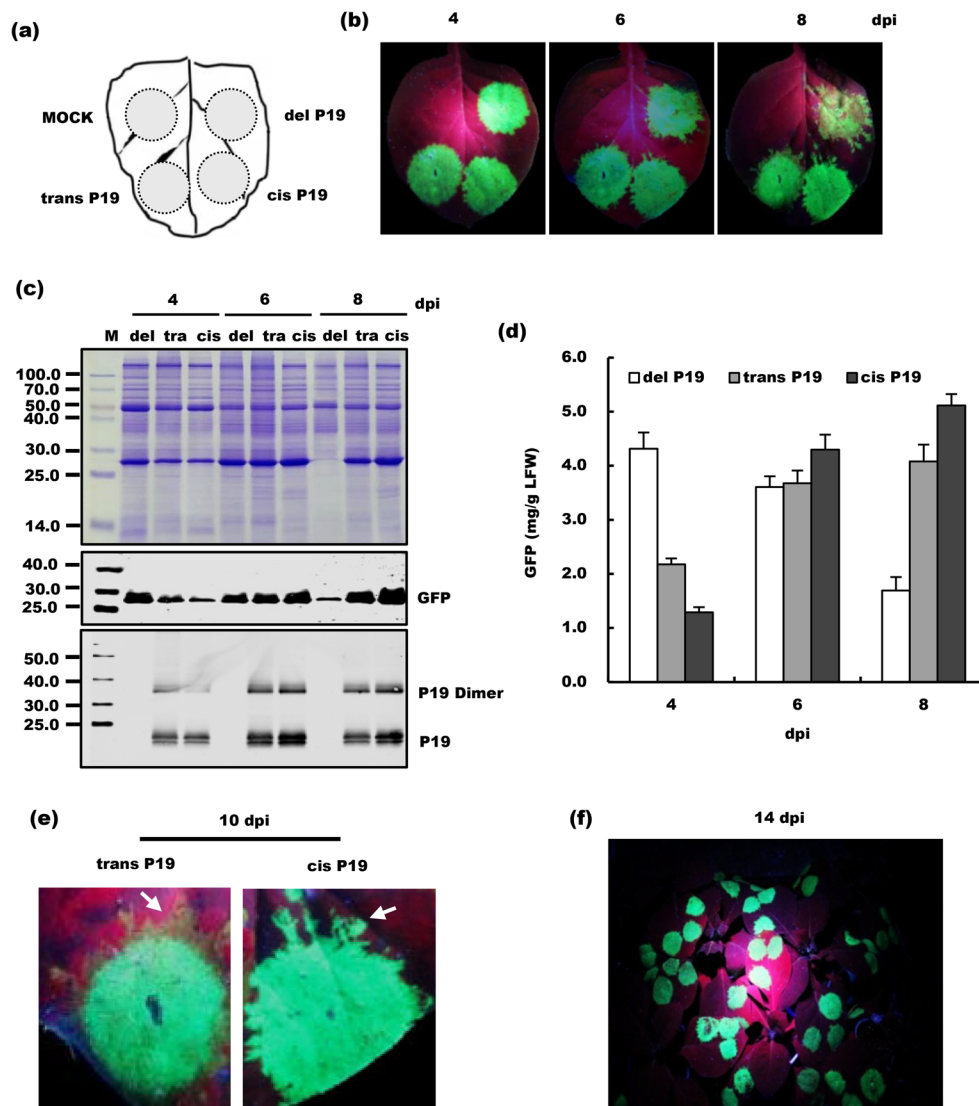 (a)
MOCK
del P19
trans P19
cis P19
(b)
4 6 8 dpi
(c)
4 6 8 dpi
M del tra cis del tra cis del tra cis
100.0
70.0
50.0
40.0
30.0
25.0
14.0
40.0
30.0
25.0
GFP
50.0
40.0
30.0
25.0
P19 Dimer
P19
(d)
6.0
5.0
4.0
3.0
2.0
1.0
0.0
GFP (mg/g LFW)
del P19 trans P19 cis P19
4 6 8
dpi
(e)
10 dpi
trans P19 cis P19
(f)
14 dpi